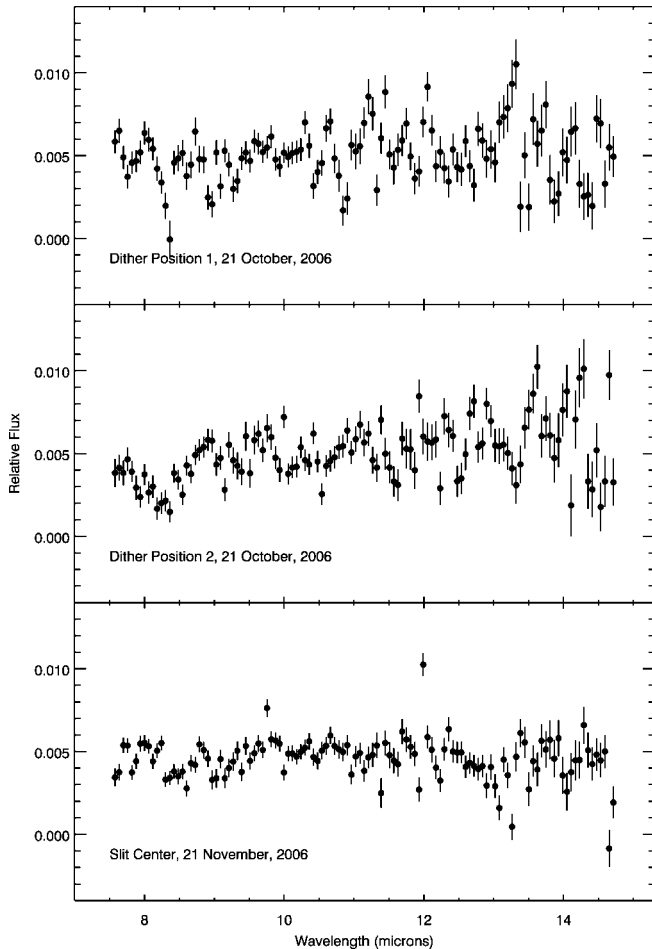 0.010
0.005
0.000
Dither Position 1, 21 October, 2006
0.010
0.005
0.000
Dither Position 2, 21 October, 2006
Relative Flux
0.010
0.005
0.000
Slit Center, 21 November, 2006
8 10 12 14
Wavelength (microns)